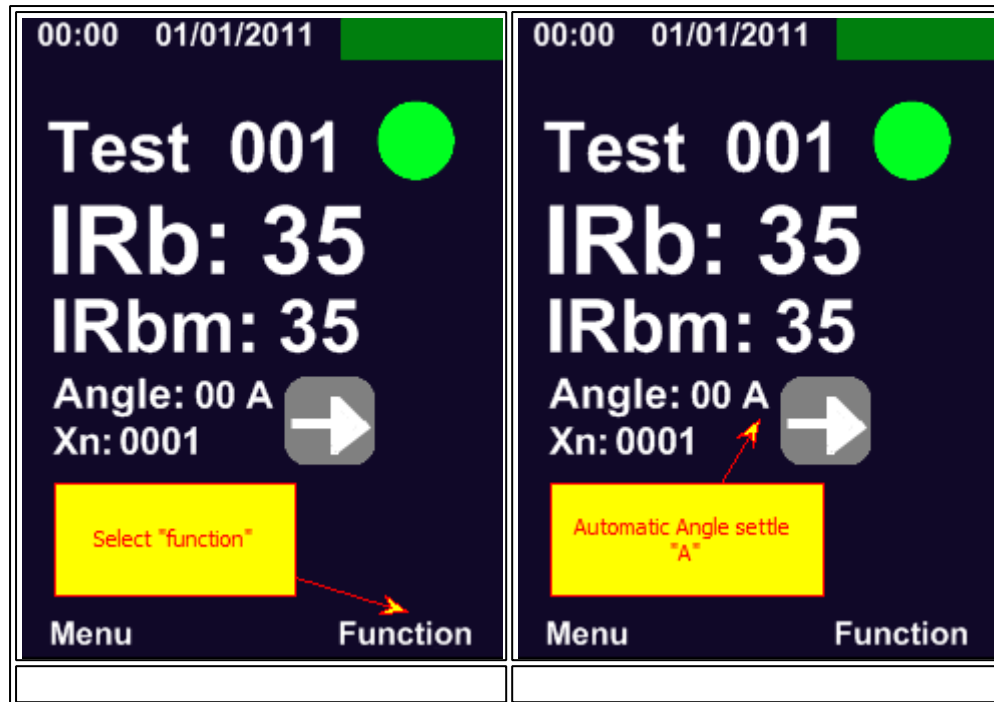 00:00 01/01/2011
Test 001
IRb: 35
IRbm: 35
Angle: 00 A
Xn: 0001
Select "function"
Menu Function
00:00 01/01/2011
Test 001
IRb: 35
IRbm: 35
Angle: 00 A
Xn: 0001
Automatic Angle settle
"A"
Menu Function